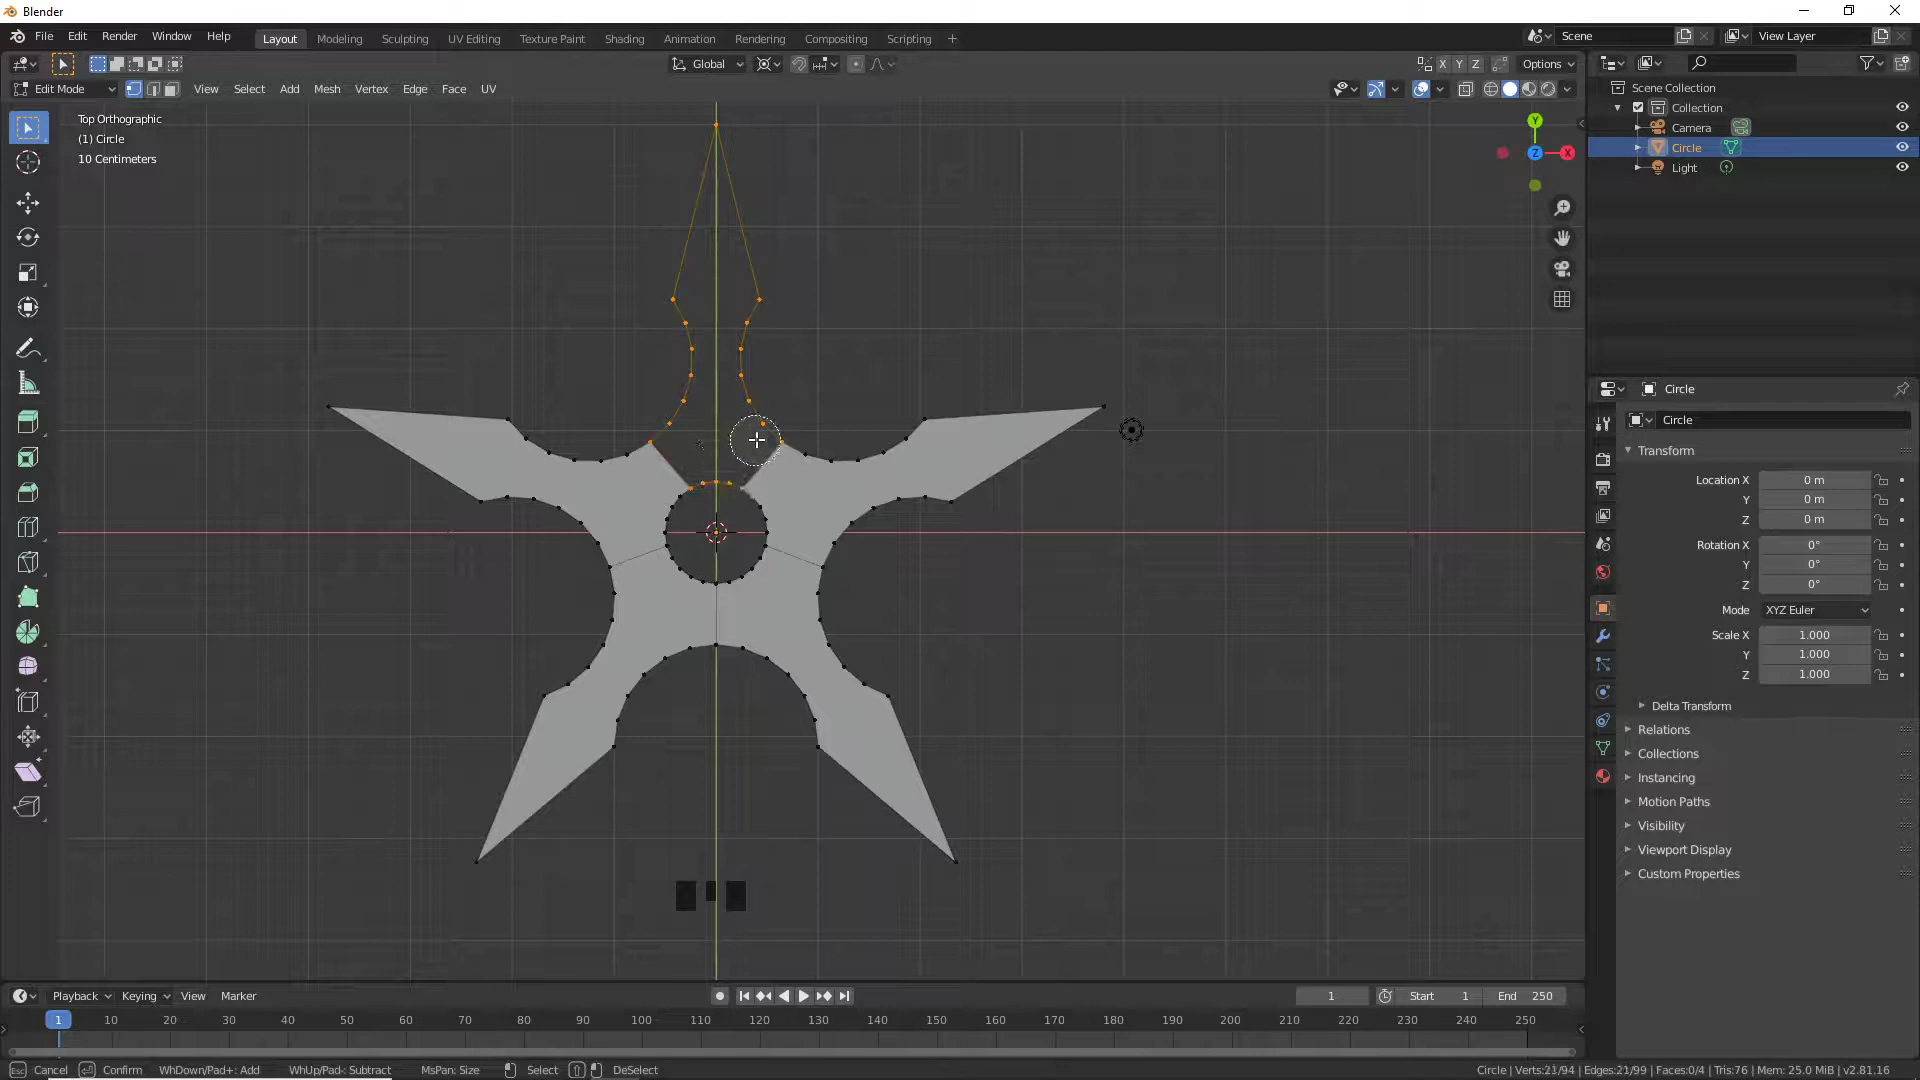 Blender
File Edit Render Window Help
Layout Modeling Sculpting UV Editing Texture Paint Shading Animation Rendering Compositing Scripting +
Scene
View Layer
Global
X Y Z Options
Edit Mode View Select Add Mesh Vertex Edge Face UV
Top Orthographic
(1) Circle
10 Centimeters
Y
Z
X
Scene Collection
Collection
Camera
Circle
Light
Circle
Circle
Transform
Location X 0 m
Y 0 m
Z 0 m
Rotation X 0°
Y 0°
Z 0°
Mode XYZ Euler
Scale X 1.000
Y 1.000
Z 1.000
Delta Transform
Relations
Collections
Instancing
Motion Paths
Visibility
Viewport Display
Custom Properties
Playback Keying View Marker
1 Start 1 End 250
1 10 20 30 40 50 60 70 80 90 100 110 120 130 140 150 160 170 180 190 200 210 220 230 240 250
Esc Cancel Confirm WhDown/Pad+: Add WhUp/Pad-: Subtract MsPan: Size Select DeSelect
Circle | Verts:21/94 | Edges:21/99 | Faces:0/4 | Tris:76 | Mem: 25.0 MiB | v2.81.16